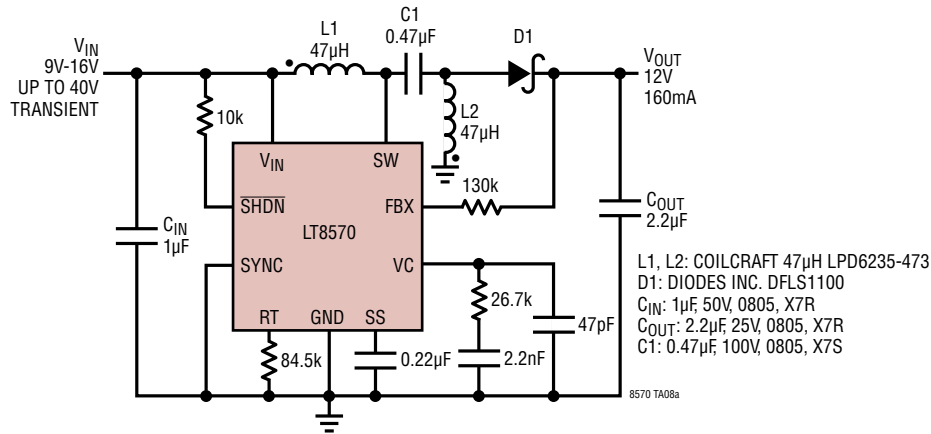 L1
47µH
C1
0.47µF
D1
VIN
9V-16V
UP TO 40V
TRANSIENT
VOUT
12V
160mA
10k
L2
47µH
VIN
SW
130k
SHDN
FBX
CIN
1µF
LT8570
COUT
2.2µF
SYNC
VC
26.7k
47pF
RT
GND
SS
84.5k
0.22µF
2.2nF
L1, L2: COILCRAFT 47µH LPD6235-473
D1: DIODES INC. DFLS1100
CIN: 1µF, 50V, 0805, X7R
COUT: 2.2µF, 25V, 0805, X7R
C1: 0.47µF, 100V, 0805, X7S
8570 TA08a